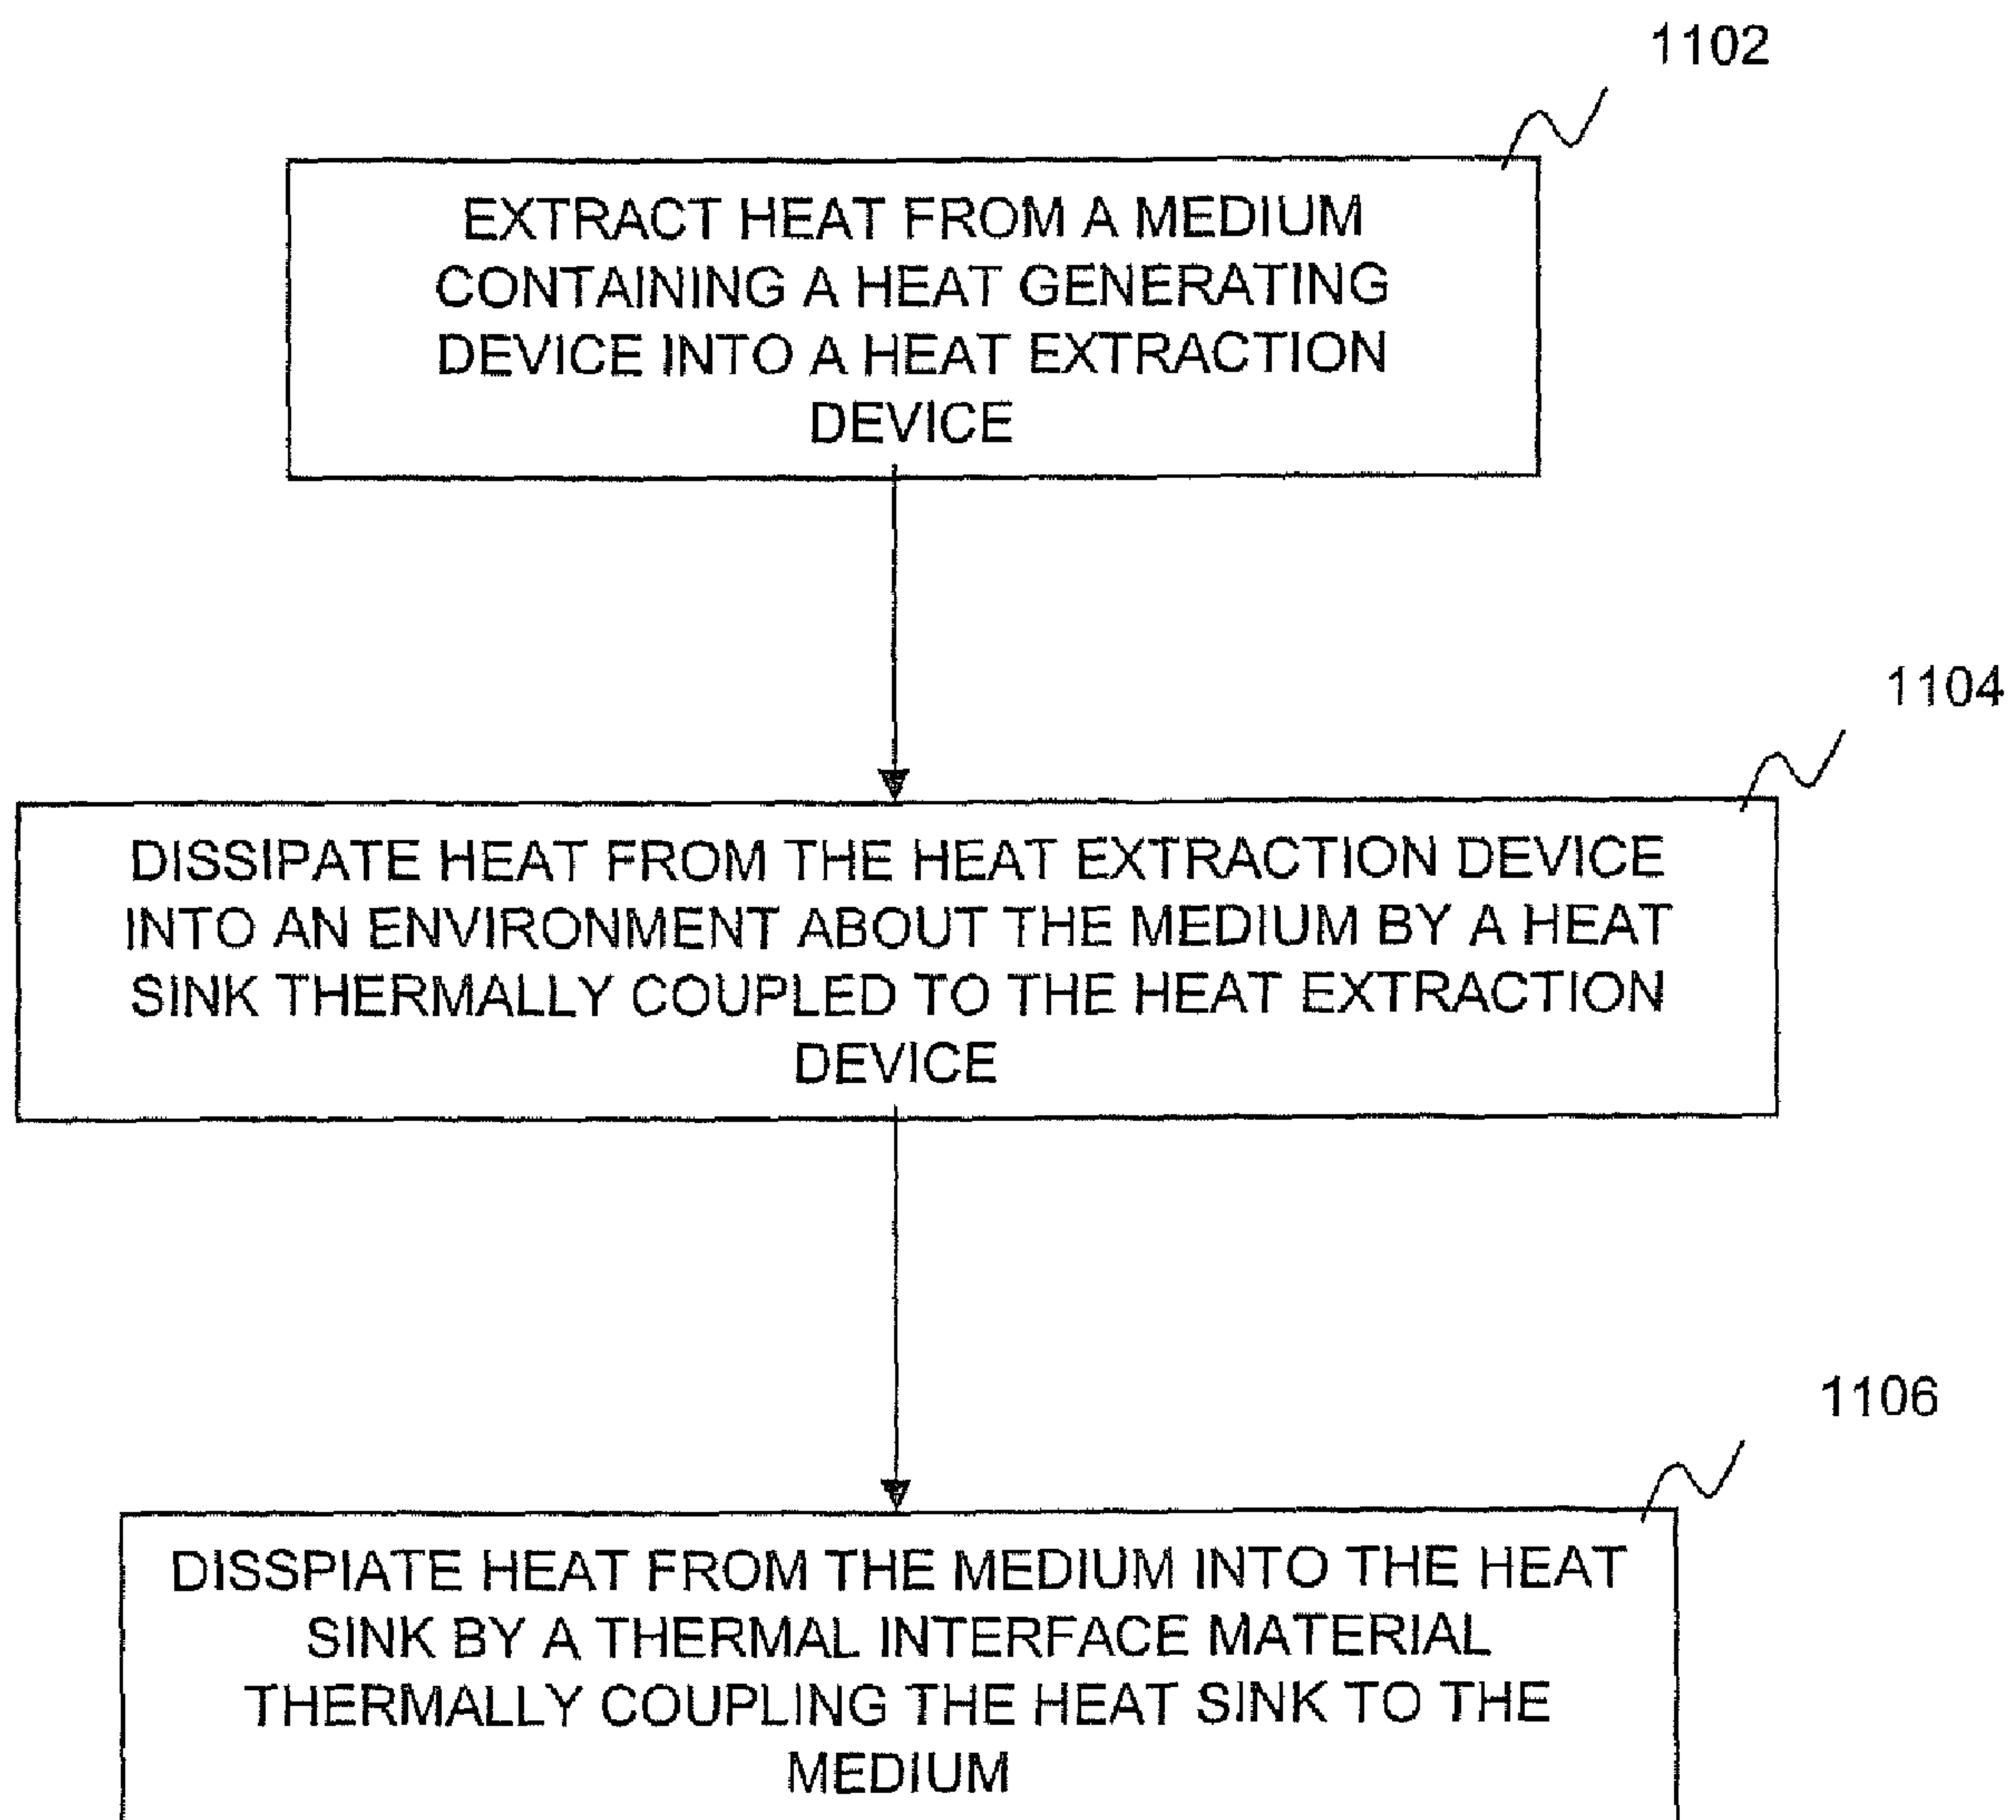 1102
EXTRACT HEAT FROM A MEDIUM
CONTAINING A HEAT GENERATING
DEVICE INTO A HEAT EXTRACTION
DEVICE
1104
DISSIPATE HEAT FROM THE HEAT EXTRACTION DEVICE
INTO AN ENVIRONMENT ABOUT THE MEDIUM BY A HEAT
SINK THERMALLY COUPLED TO THE HEAT EXTRACTION
DEVICE
1106
DISSPIATE HEAT FROM THE MEDIUM INTO THE HEAT
SINK BY A THERMAL INTERFACE MATERIAL
THERMALLY COUPLING THE HEAT SINK TO THE
MEDIUM